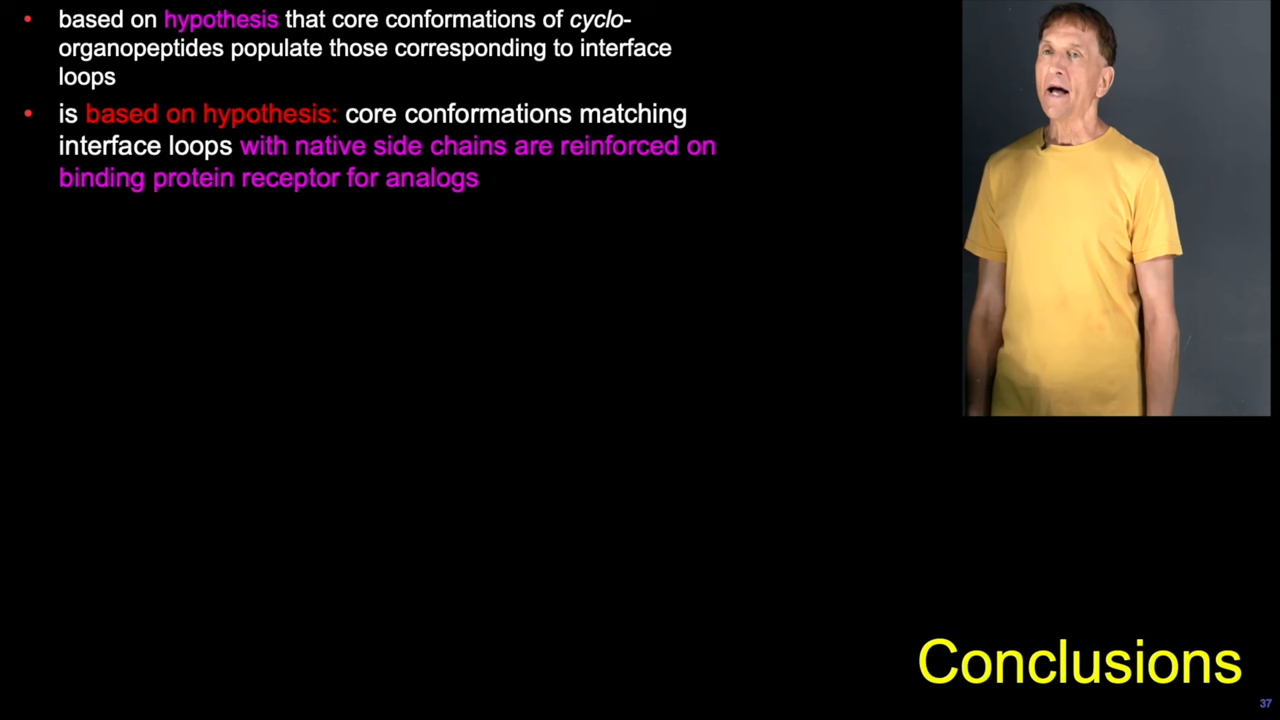 • based on hypothesis that core conformations of cyclo-
organopeptides populate those corresponding to interface
loops
• is based on hypothesis: core conformations matching
interface loops with native side chains are reinforced on
binding protein receptor for analogs
Conclusions
37